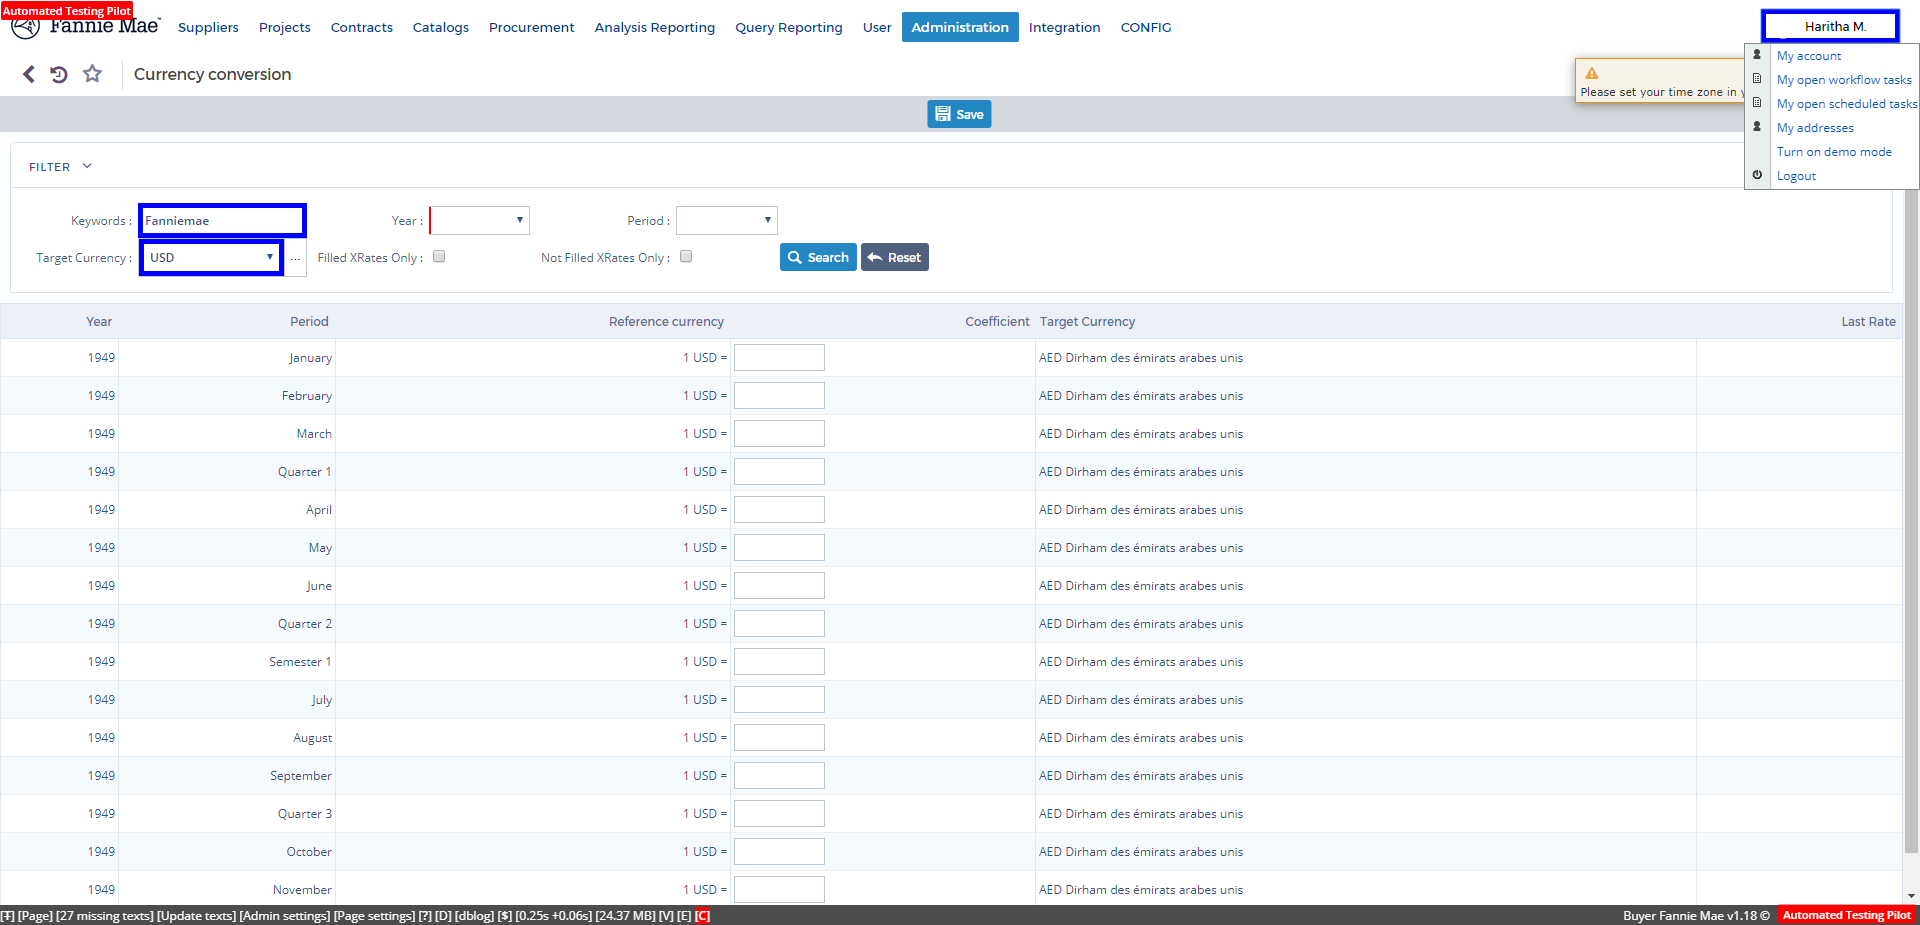 Automated Testing Pilot
Fannie Mae Suppliers Projects Contracts Catalogs Procurement Analysis Reporting Query Reporting User Administration Integration CONFIG Haritha M.
My account
My open workflow tasks
My open scheduled tasks
My addresses
Turn on demo mode
Logout
Currency conversion
Please set your time zone in y
Save
FILTER
Keywords : Fanniemae Year : Period :
Target Currency : USD ... Filled XRates Only : Not Filled XRates Only : Search Reset
Year Period Reference currency Coefficient Target Currency Last Rate
1949 January 1 USD = AED Dirham des émirats arabes unis
1949 February 1 USD = AED Dirham des émirats arabes unis
1949 March 1 USD = AED Dirham des émirats arabes unis
1949 Quarter 1 1 USD = AED Dirham des émirats arabes unis
1949 April 1 USD = AED Dirham des émirats arabes unis
1949 May 1 USD = AED Dirham des émirats arabes unis
1949 June 1 USD = AED Dirham des émirats arabes unis
1949 Quarter 2 1 USD = AED Dirham des émirats arabes unis
1949 Semester 1 1 USD = AED Dirham des émirats arabes unis
1949 July 1 USD = AED Dirham des émirats arabes unis
1949 August 1 USD = AED Dirham des émirats arabes unis
1949 September 1 USD = AED Dirham des émirats arabes unis
1949 Quarter 3 1 USD = AED Dirham des émirats arabes unis
1949 October 1 USD = AED Dirham des émirats arabes unis
1949 November 1 USD = AED Dirham des émirats arabes unis
[T] [Page] [27 missing texts] [Update texts] [Admin settings] [Page settings] [?] [D] [dblog] [$] [0.25s +0.06s] [24.37 MB] [V] [E] [C] Buyer Fannie Mae v1.18 © Automated Testing Pilot